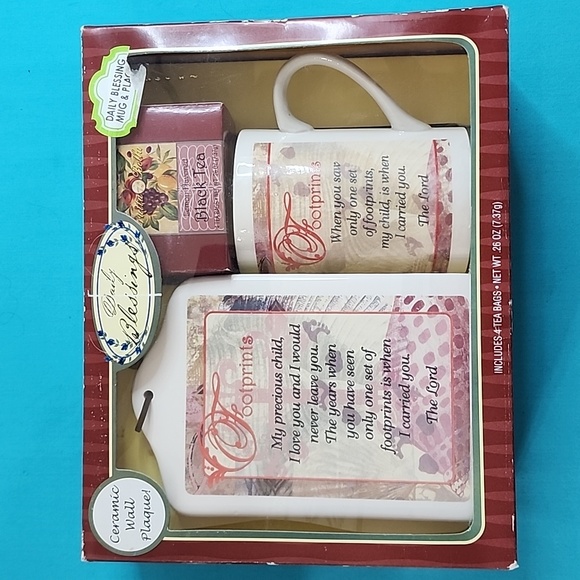 DAILY BLESSING
MUG & PLAQ
Daily
Blessings
Ceramic
Wall
Plaque!
Black Tea
Footprints
When you saw
only one set
of footprints,
my child, is when
I carried you.
The Lord
Footprints
My precious child,
I love you and I would
never leave you.
The years when
you have seen
only one set of
footprints is when
I carried you.
The Lord
INCLUDES 4 TEA BAGS • NET WT .26 OZ (7.37g)